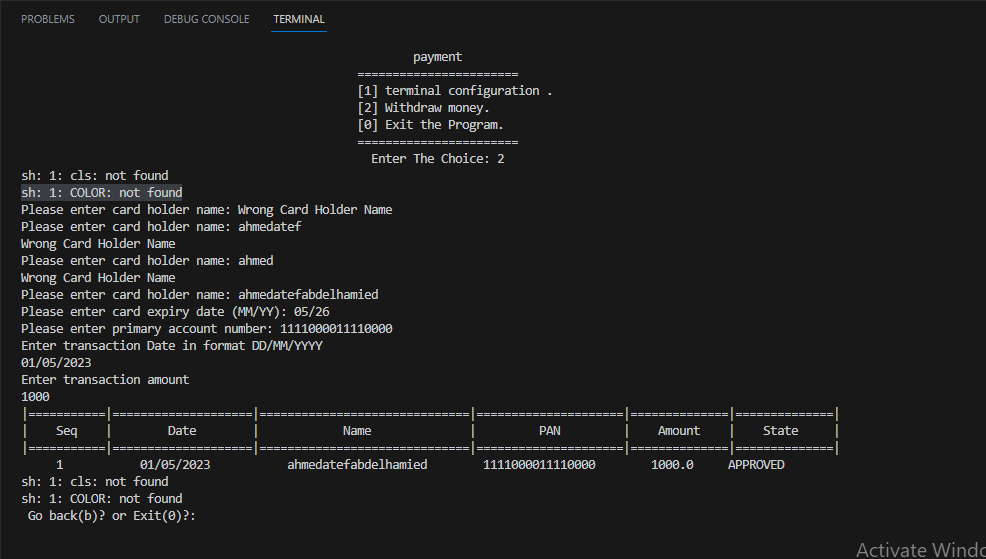 PROBLEMS OUTPUT DEBUG CONSOLE TERMINAL
payment
=======================
[1] terminal configuration .
[2] Withdraw money.
[0] Exit the Program.
=======================
Enter The Choice: 2
sh: 1: cls: not found
sh: 1: COLOR: not found
Please enter card holder name: Wrong Card Holder Name
Please enter card holder name: ahmedatef
Wrong Card Holder Name
Please enter card holder name: ahmed
Wrong Card Holder Name
Please enter card holder name: ahmedatefabdelhamied
Please enter card expiry date (MM/YY): 05/26
Please enter primary account number: 1111000011110000
Enter transaction Date in format DD/MM/YYYY
01/05/2023
Enter transaction amount
1000
|===========|====================|==============================|=====================|==============|==============|
| Seq | Date | Name | PAN | Amount | State |
|===========|====================|==============================|=====================|==============|==============|
1 01/05/2023 ahmedatefabdelhamied 1111000011110000 1000.0 APPROVED
sh: 1: cls: not found
sh: 1: COLOR: not found
Go back(b)? or Exit(0)?:
Activate Windo